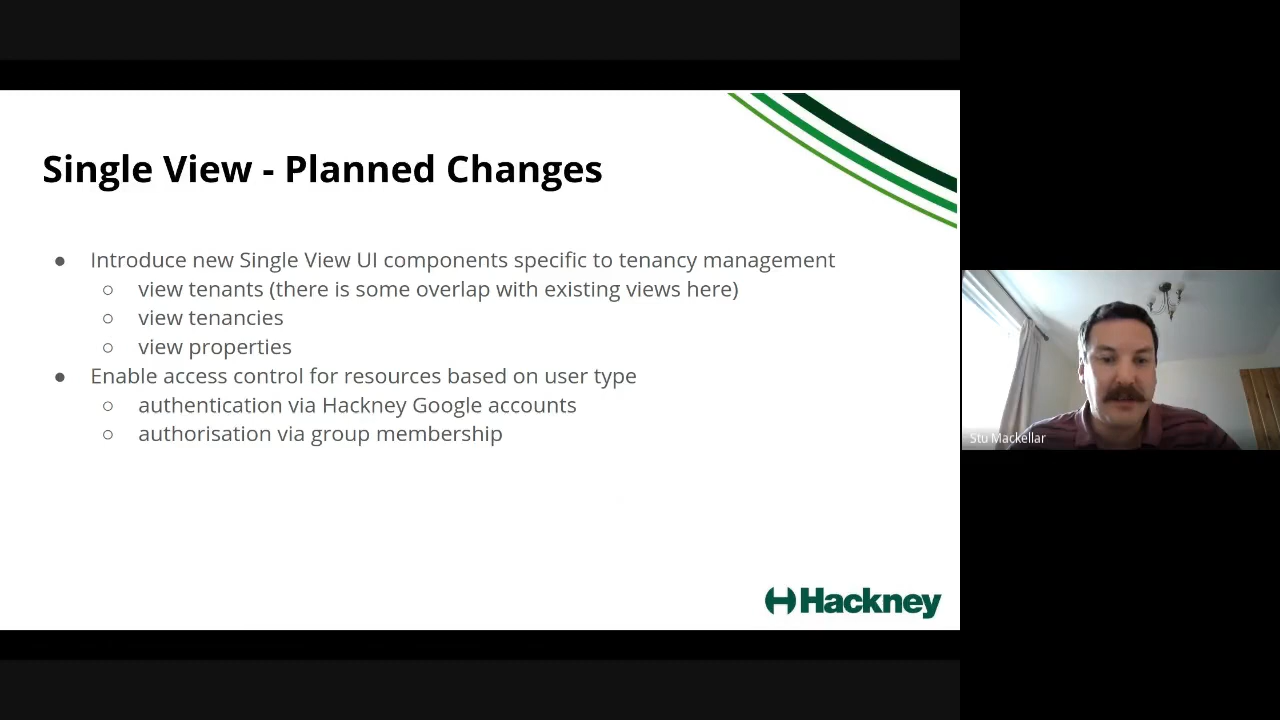 Single View - Planned Changes
● Introduce new Single View UI components specific to tenancy management
○ view tenants (there is some overlap with existing views here)
○ view tenancies
○ view properties
● Enable access control for resources based on user type
○ authentication via Hackney Google accounts
○ authorisation via group membership
Hackney
Stu Mackellar